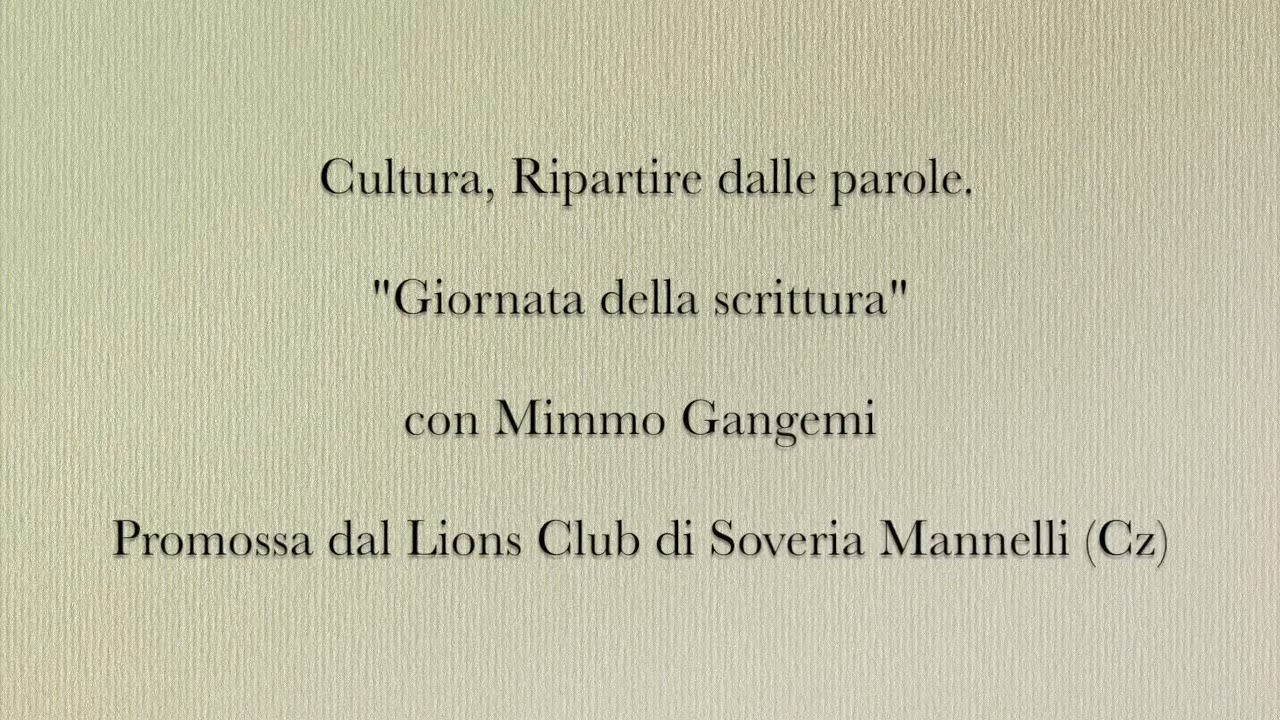 Cultura, Ripartire dalle parole.
"Giornata della scrittura"
con Mimmo Gangemi
Promossa dal Lions Club di Soveria Mannelli (Cz)